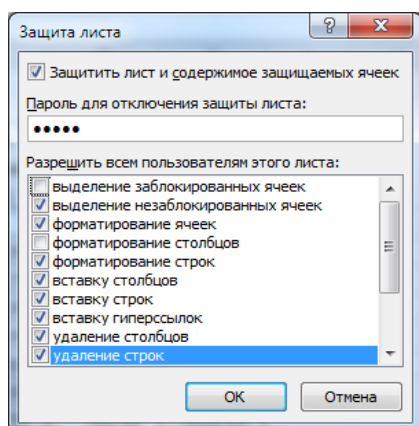 Защита листа
Защитить лист и содержимое защищаемых ячеек
Пароль для отключения защиты листа:
•••••
Разрешить всем пользователям этого листа:
выделение заблокированных ячеек
выделение незаблокированных ячеек
форматирование ячеек
форматирование столбцов
форматирование строк
вставку столбцов
вставку строк
вставку гиперссылок
удаление столбцов
удаление строк
ОК
Отмена